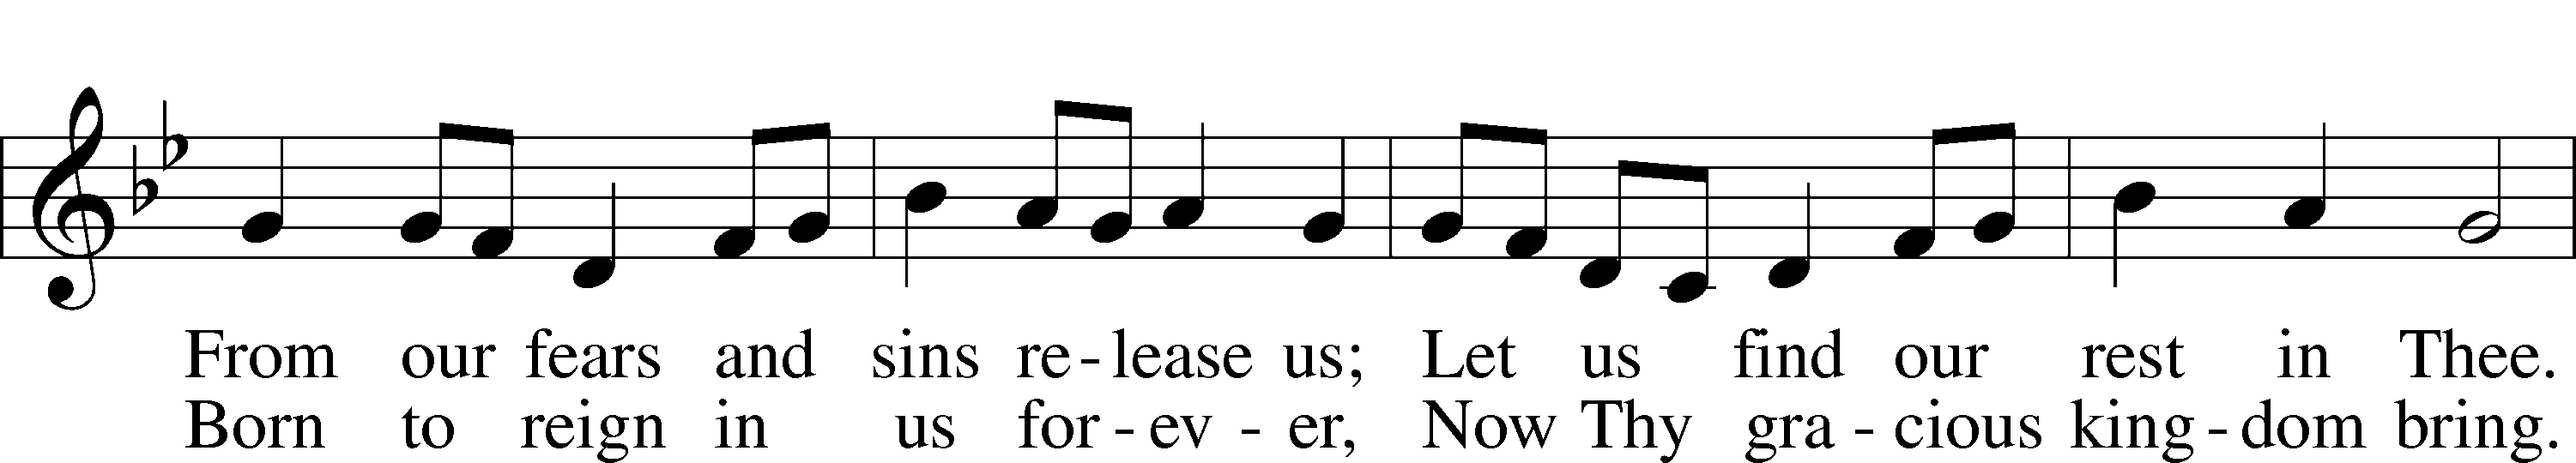 From our fears and sins re-lease us; Let us find our rest in Thee.
Born to reign in us for-ev-er, Now Thy gra-cious king-dom bring.